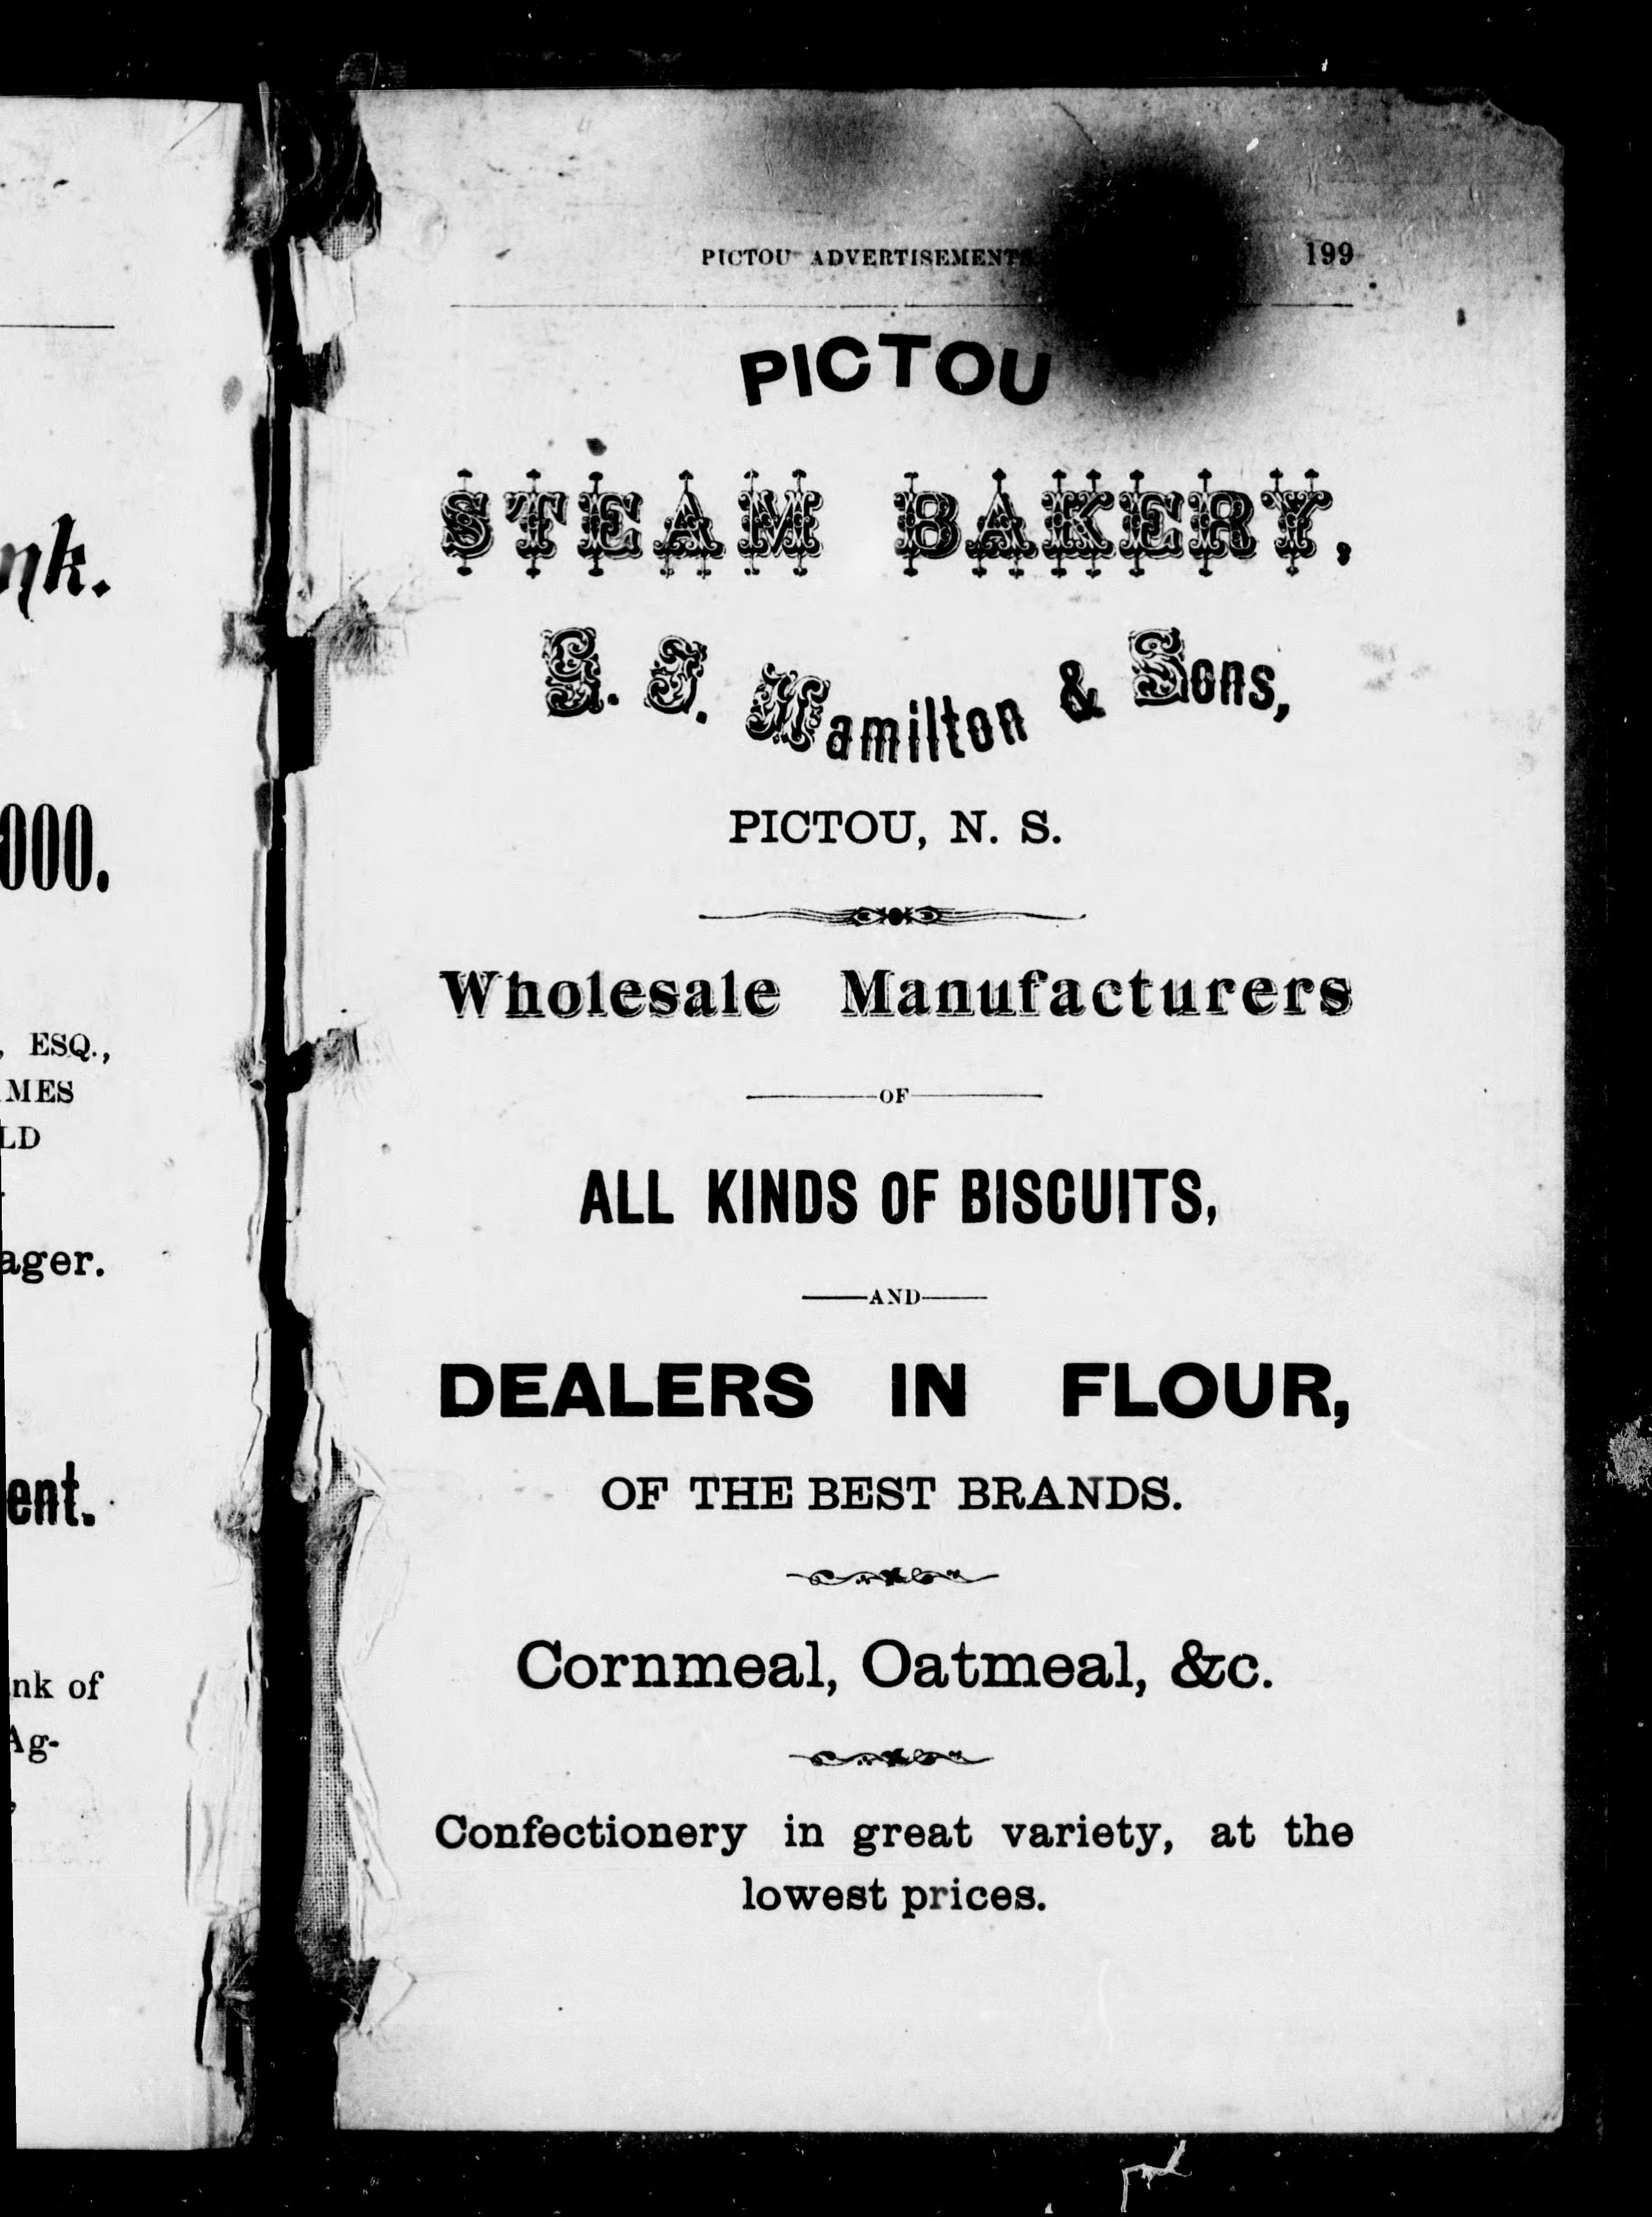 nk.
000.
, ESQ.,
MES
LD
ager.
ent.
nk of
Ag-
PICTOU ADVERTISEMENTS 199
PICTOU
STEAM BAKERY,
G. J. Hamilton & Sons,
PICTOU, N. S.
Wholesale Manufacturers
OF
ALL KINDS OF BISCUITS,
AND
DEALERS IN FLOUR,
OF THE BEST BRANDS.
Cornmeal, Oatmeal, &c.
Confectionery in great variety, at the
lowest prices.